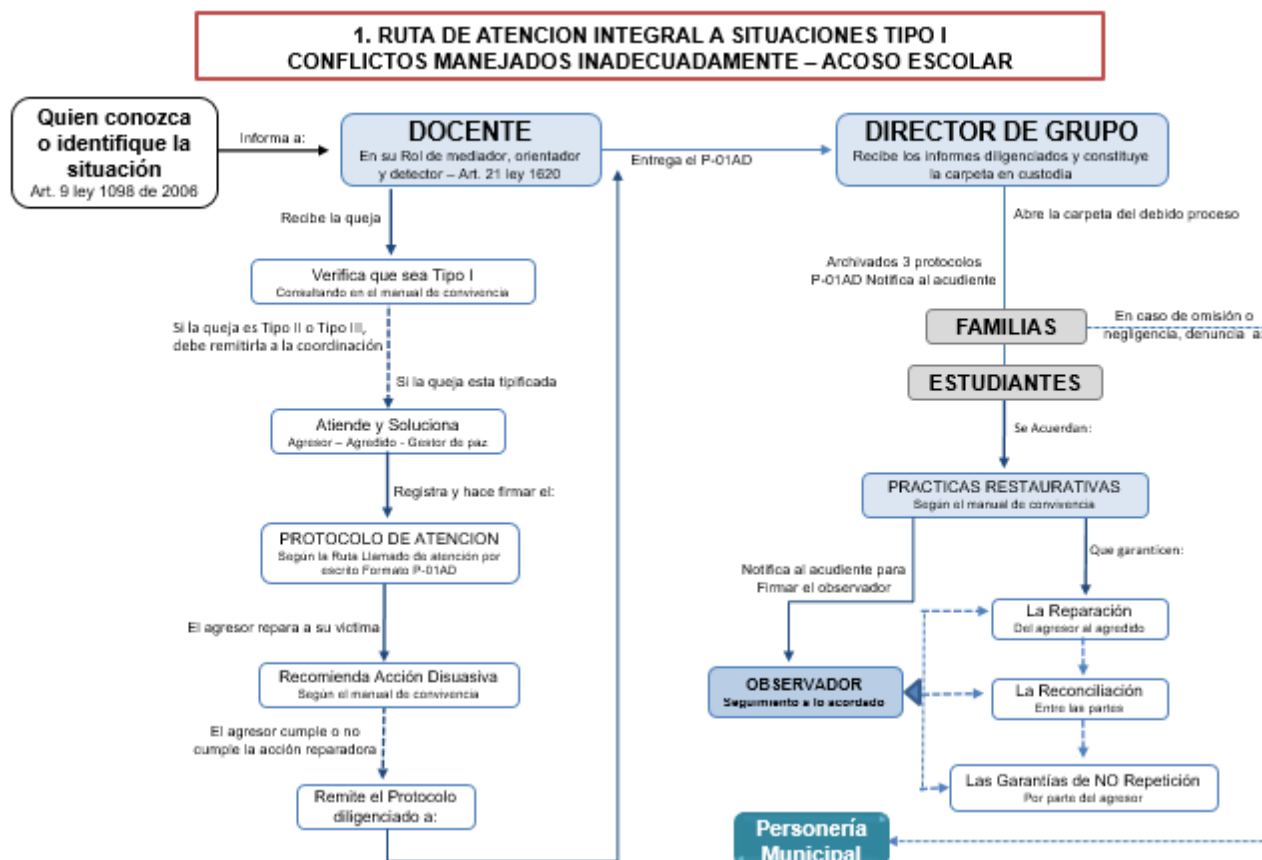 1. RUTA DE ATENCION INTEGRAL A SITUACIONES TIPO I
CONFLICTOS MANEJADOS INADECUADAMENTE – ACOSO ESCOLAR
Quien conozca
o identifique la
situación
Art. 9 ley 1098 de 2006
Informa a:
DOCENTE
En su Rol de mediador, orientador
y detector – Art. 21 ley 1620
Entrega el P-01AD
DIRECTOR DE GRUPO
Recibe los informes diligenciados y constituye
la carpeta en custodia
Recibe la queja
Verifica que sea Tipo I
Consultando en el manual de convivencia
Si la queja es Tipo II o Tipo III,
debe remitirla a la coordinación
Si la queja esta tipificada
Atiende y Soluciona
Agresor – Agredido - Gestor de paz
Registra y hace firmar el:
PROTOCOLO DE ATENCION
Según la Ruta Llamado de atención por
escrito Formato P-01AD
El agresor repara a su victima
Recomienda Acción Disuasiva
Según el manual de convivencia
El agresor cumple o no
cumple la acción reparadora
Remite el Protocolo
diligenciado a:
Abre la carpeta del debido proceso
Archivados 3 protocolos
P-01AD Notifica al acudiente
FAMILIAS
En caso de omisión o
negligencia, denuncia a:
ESTUDIANTES
Se Acuerdan:
PRACTICAS RESTAURATIVAS
Según el manual de convivencia
Notifica al acudiente para
Firmar el observador
Que garanticen:
La Reparación
Del agresor al agredido
OBSERVADOR
Seguimiento a lo acordado
La Reconciliación
Entre las partes
Las Garantías de NO Repetición
Por parte del agresor
Personería
Municipal